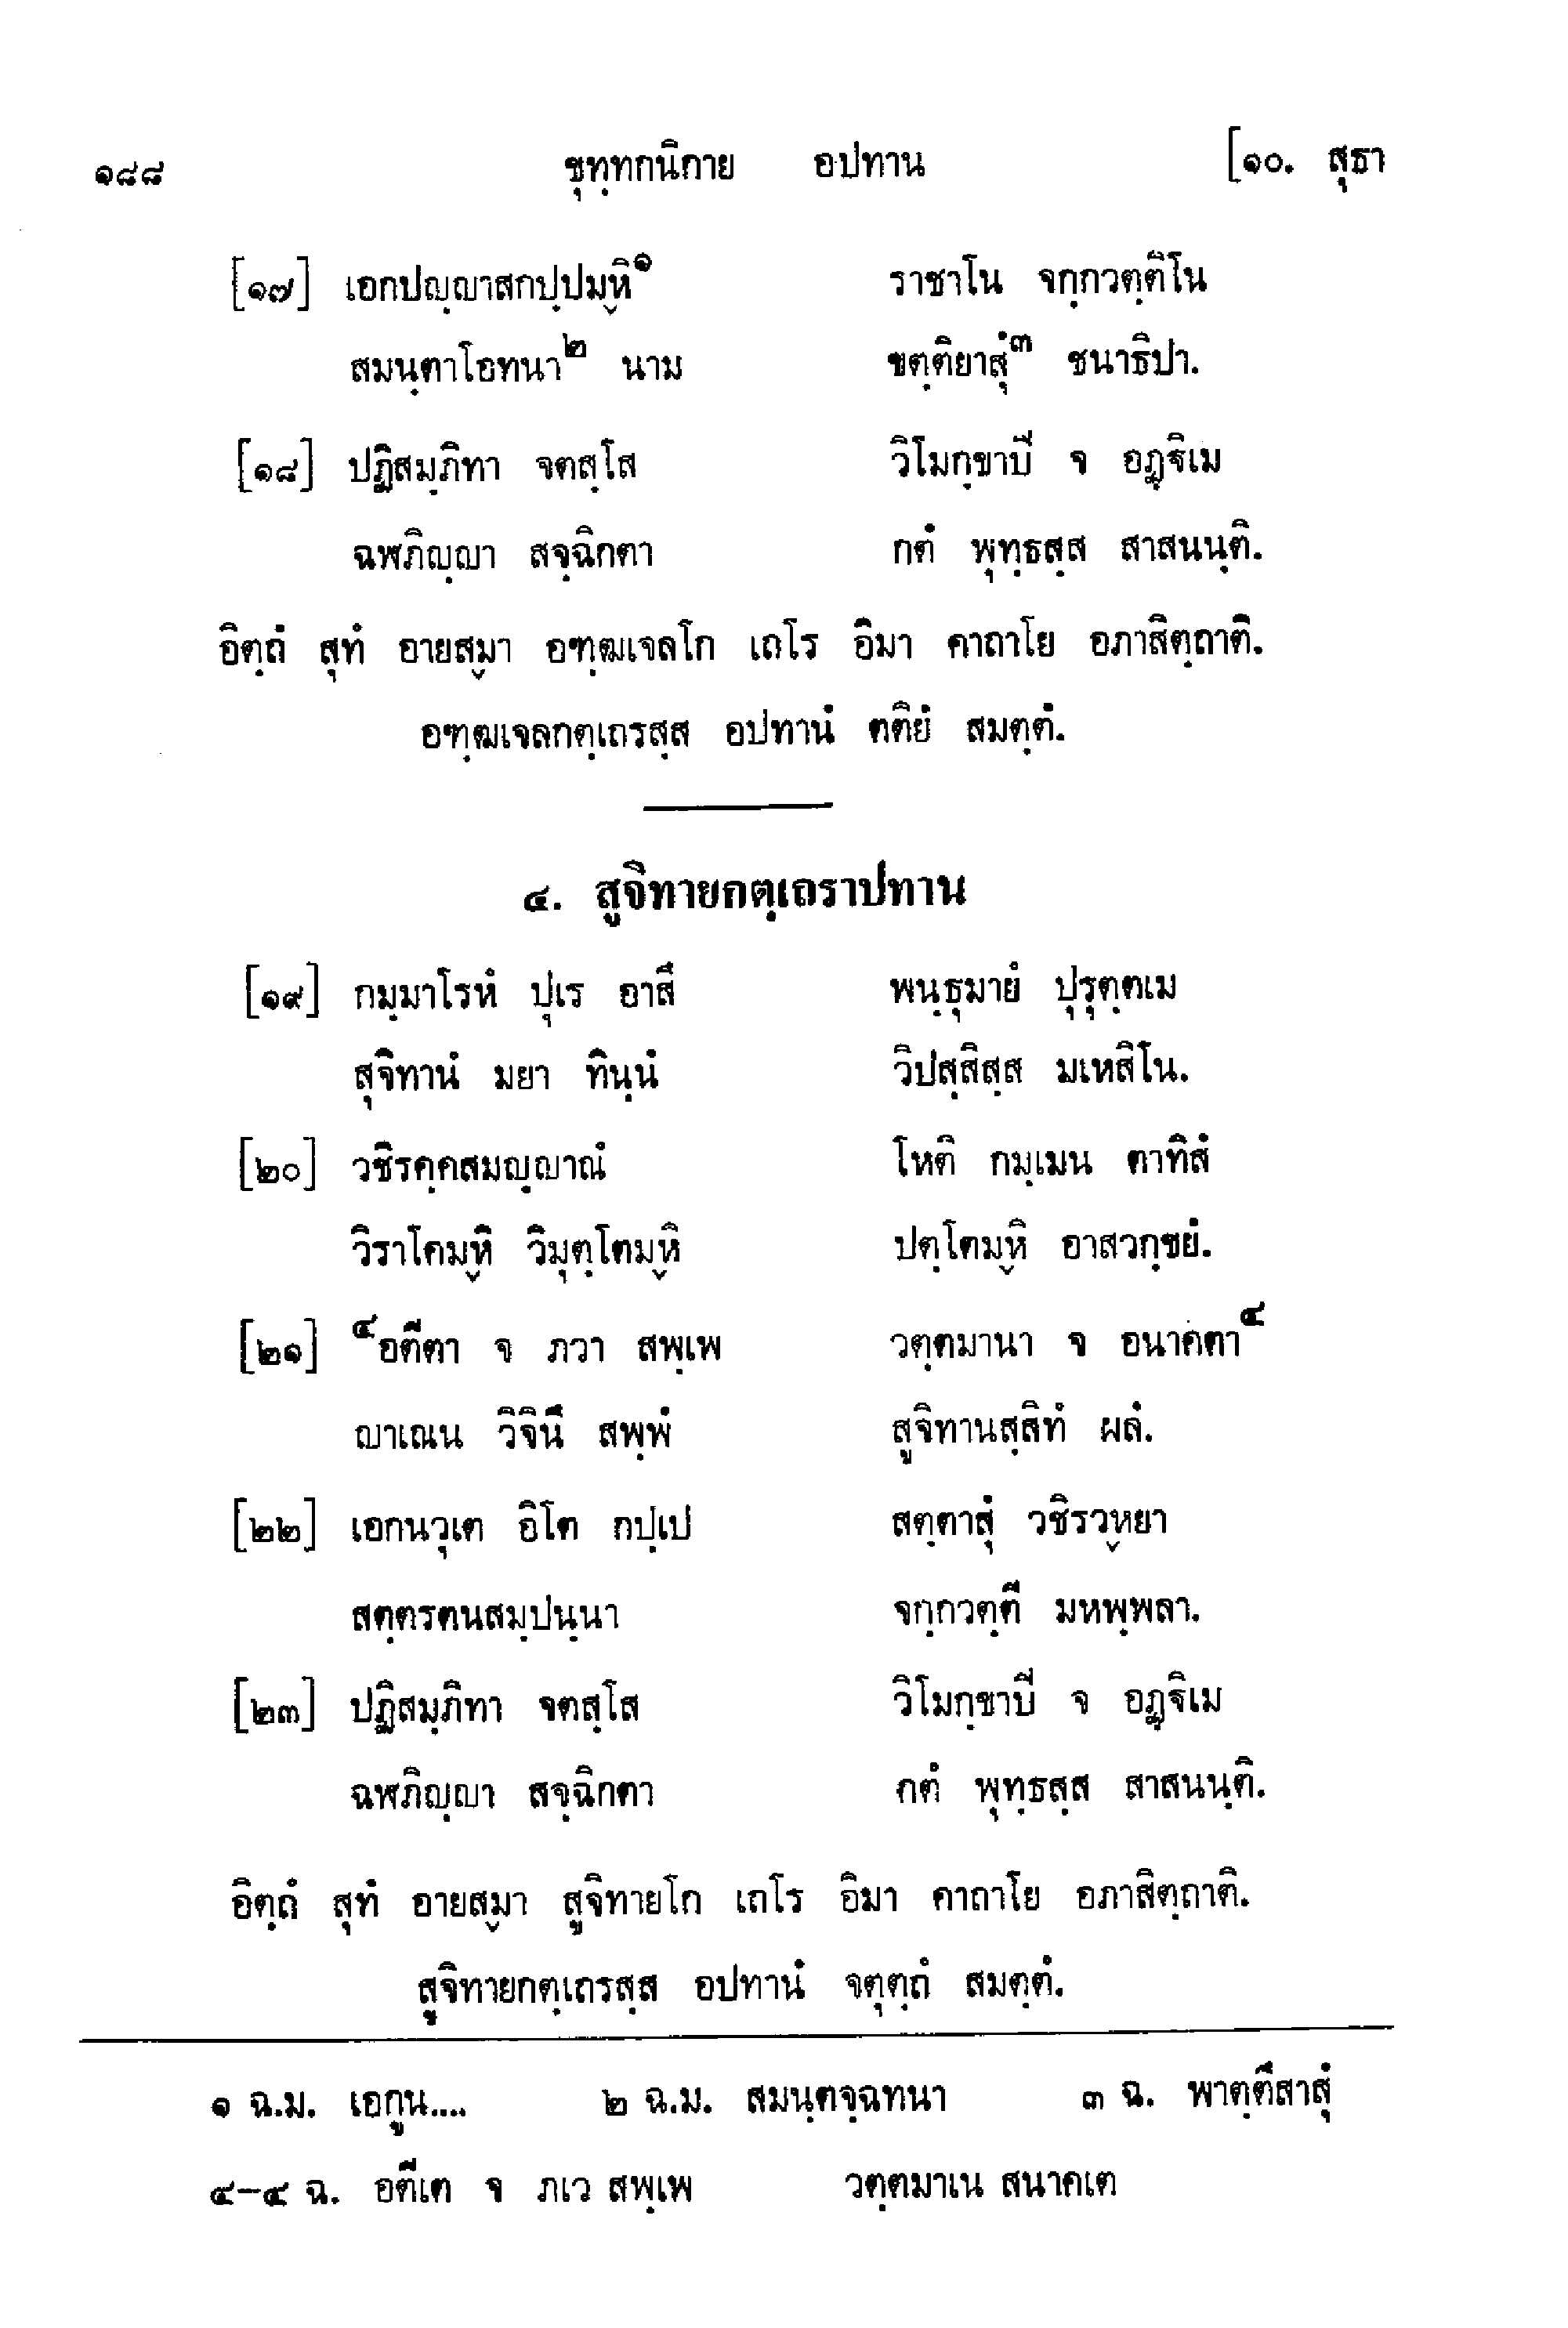 ๑๘๘ ขุทฺทกนิกาย อปทาน [๑๐. สุธา
[๑๗] เอกปญฺญาสกปฺปมฺหิ๑ ราชาโน จกฺกวตฺติโน
สมนฺตาโอทนา๒ นาม ขตฺติยาสุํ๓ ชนาธิปา.
[๑๘] ปฏิสมฺภิทา จตสฺโส วิโมกฺขาปี จ อฏฺฐิเม
ฉฬภิญฺญา สจฺฉิกตา กตํ พุทฺธสฺส สาสนนฺติ.
อิตฺถํ สุทํ อายสฺมา อฑฺฒเจลโก เถโร อิมา คาถาโย อภาสิตฺถาติ.
อฑฺฒเจลกตฺเถรสฺส อปทานํ ตติยํ สมตฺตํ.
๔. สูจิทายกตฺเถราปทาน
[๑๙] กมฺมาโรหํ ปุเร อาสึ พนฺธุมายํ ปุรุตฺตเม
สุจิทานํ มยา ทินฺนํ วิปสฺสิสฺส มเหสิโน.
[๒๐] วชิรคฺคสมญฺญาณํ โหติ กมฺเมน ตาทิสํ
วิราโคมฺหิ วิมุตฺโตมฺหิ ปตฺโตมฺหิ อาสวกฺขยํ.
[๒๑] ๔อตีตา จ ภวา สพฺเพ วตฺตมานา จ อนาคตา๔
ญาเณน วิจินึ สพฺพํ สูจิทานสฺสิทํ ผลํ.
[๒๒] เอกนวุเต อิโต กปฺเป สตฺตาสุํ วชิรวฺหยา
สตฺตรตนสมฺปนฺนา จกฺกวตฺตี มหพฺพลา.
[๒๓] ปฏิสมฺภิทา จตสฺโส วิโมกฺขาปี จ อฏฺฐิเม
ฉฬภิญฺญา สจฺฉิกตา กตํ พุทฺธสฺส สาสนนฺติ.
อิตฺถํ สุทํ อายสฺมา สูจิทายโก เถโร อิมา คาถาโย อภาสิตฺถาติ.
สูจิทายกตฺเถรสฺส อปทานํ จตุตฺถํ สมตฺตํ.
๑ ฉ.ม. เอกูน.... ๒ ฉ.ม. สมนฺตจฺฉทนา ๓ ฉ. พาตฺตึสาสุํ
๔-๔ ฉ. อตีเต จ ภเว สพฺเพ วตฺตมาเน สนาคเต